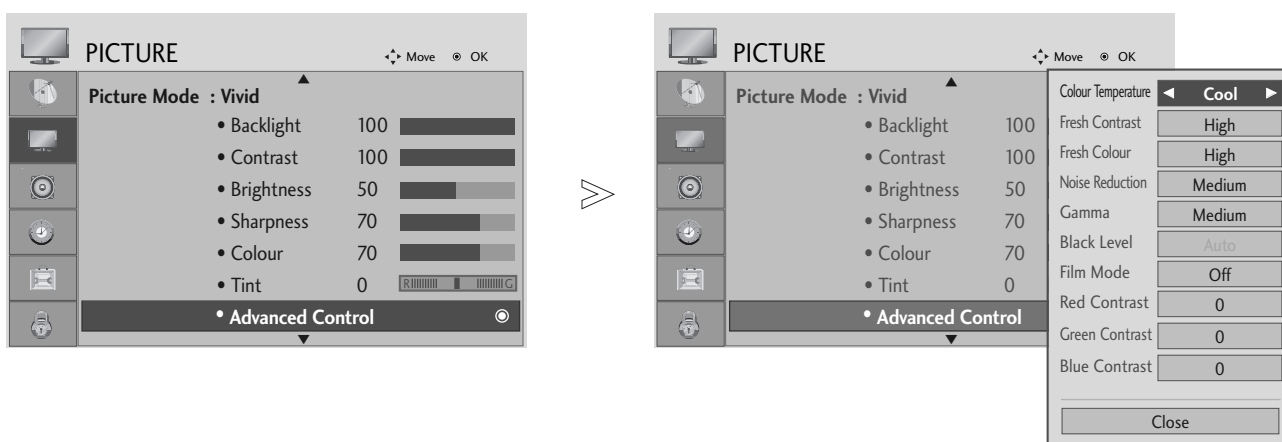 PICTURE
Move OK
Picture Mode : Vivid
• Backlight 100
• Contrast 100
• Brightness 50
• Sharpness 70
• Colour 70
• Tint 0 R G
• Advanced Control
PICTURE
Move OK
Picture Mode : Vivid
• Backlight 100
• Contrast 100
• Brightness 50
• Sharpness 70
• Colour 70
• Tint 0
• Advanced Control
Colour Temperature Cool
Fresh Contrast High
Fresh Colour High
Noise Reduction Medium
Gamma Medium
Black Level Auto
Film Mode Off
Red Contrast 0
Green Contrast 0
Blue Contrast 0
Close